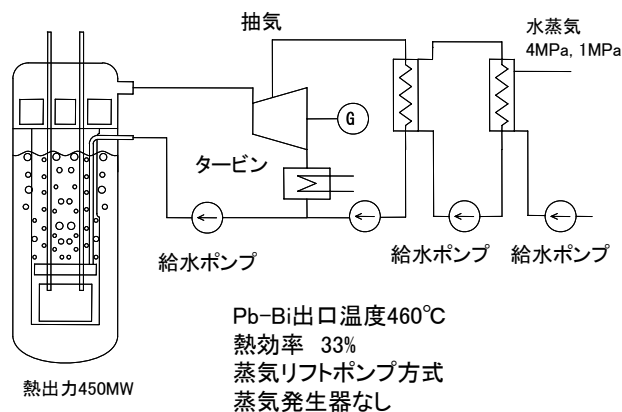 抽気
水蒸気
4MPa, 1MPa
G
タービン
給水ポンプ
給水ポンプ
給水ポンプ
Pb-Bi出口温度460℃
熱効率 33%
蒸気リフトポンプ方式
蒸気発生器なし
熱出力450MW